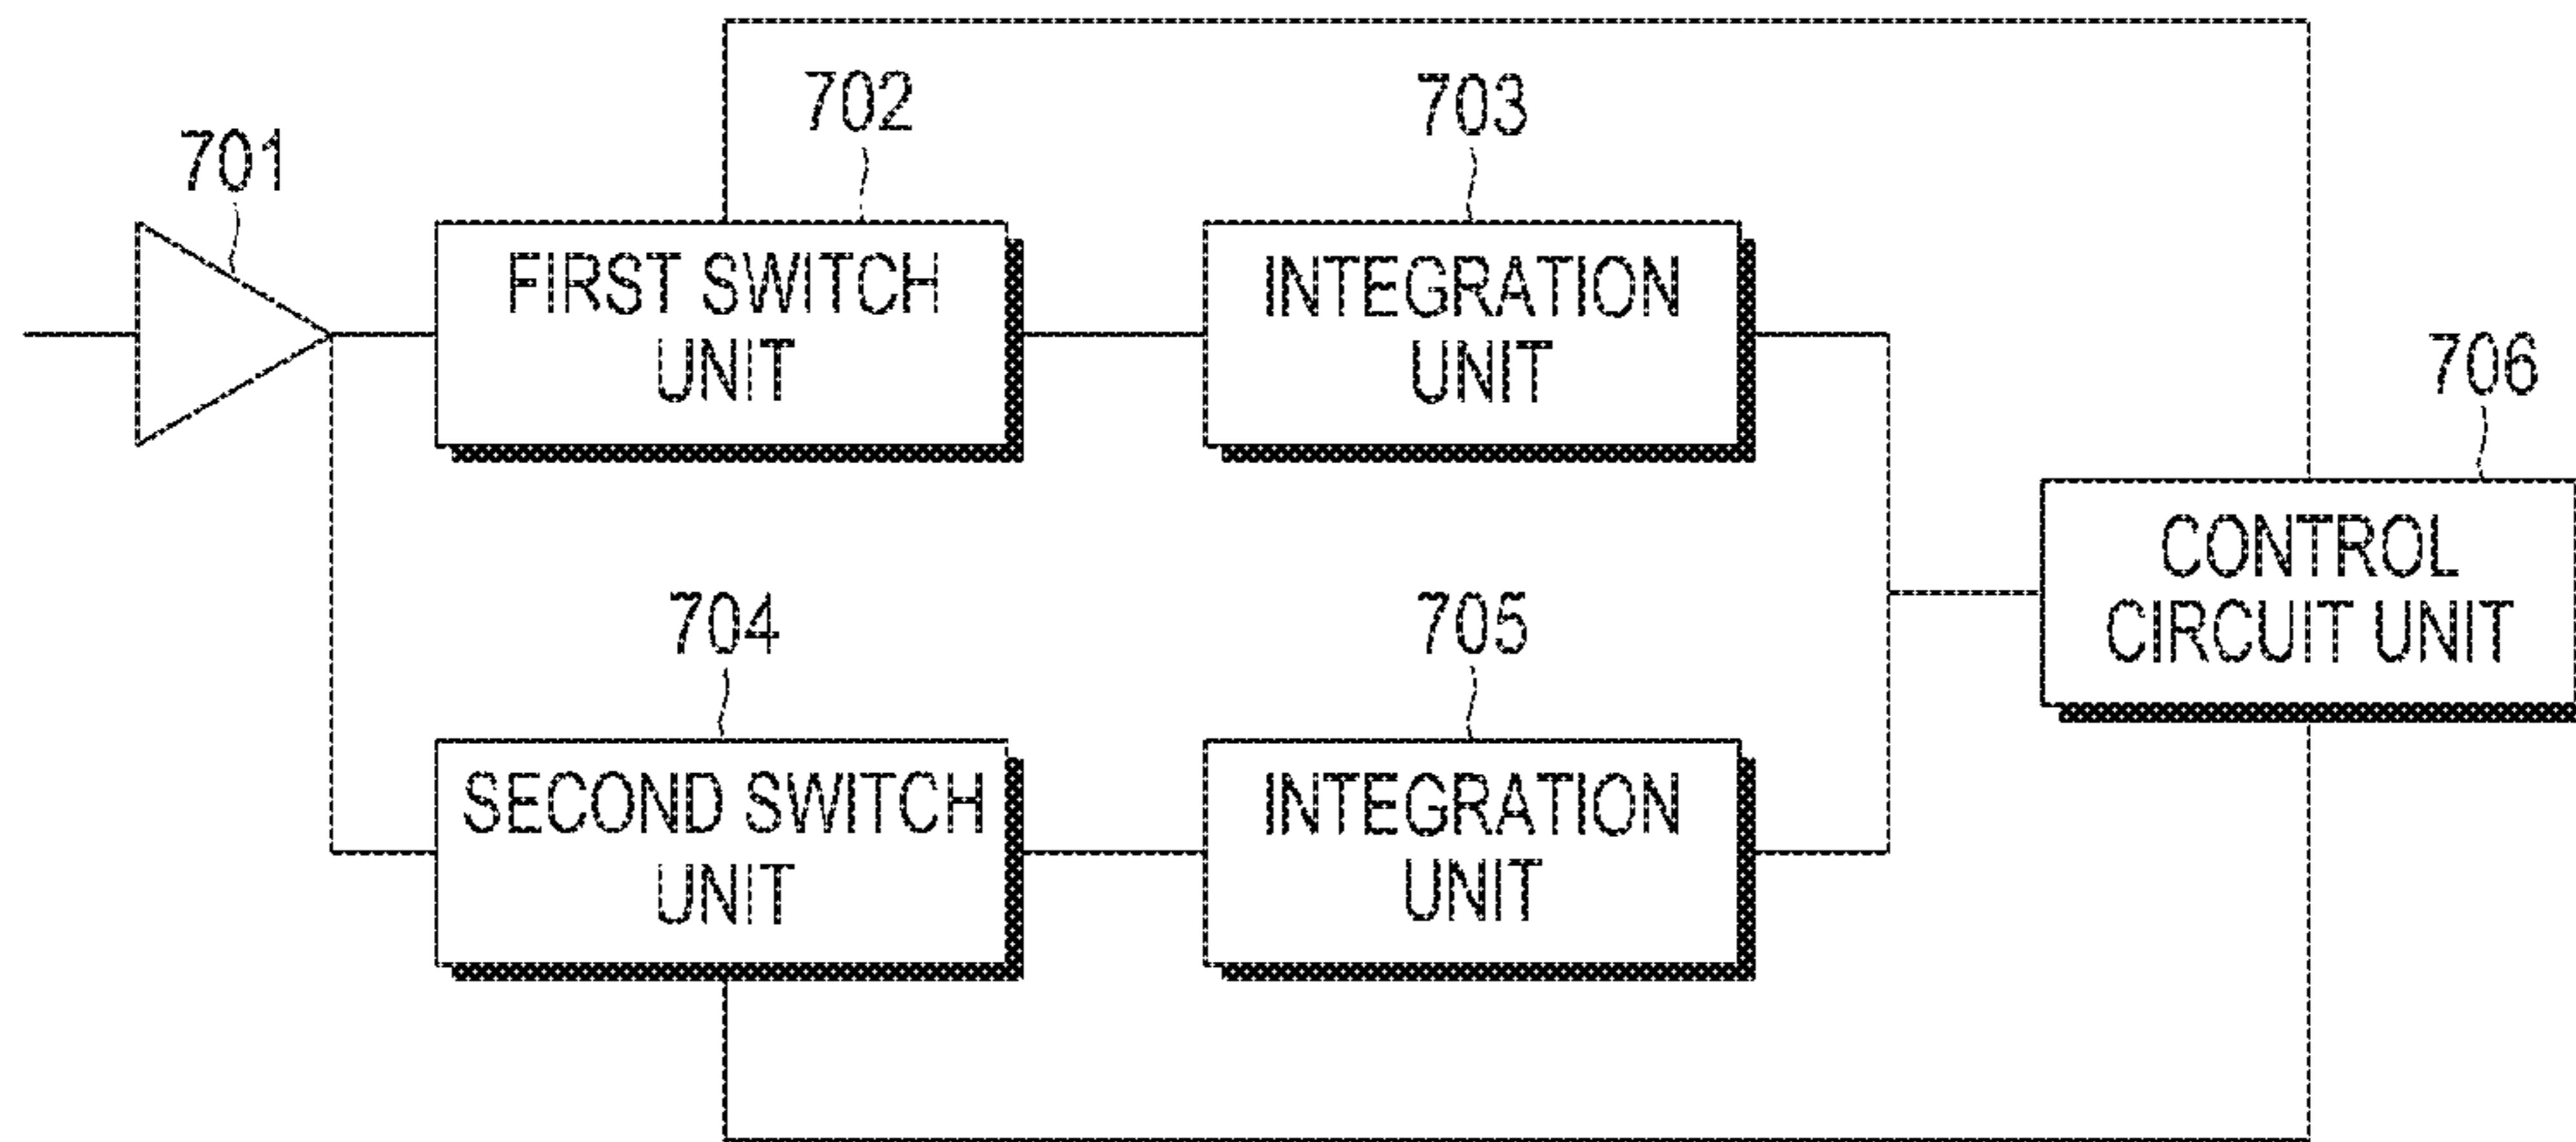 701
702
FIRST SWITCH
UNIT
703
INTEGRATION
UNIT
704
SECOND SWITCH
UNIT
705
INTEGRATION
UNIT
706
CONTROL
CIRCUIT UNIT